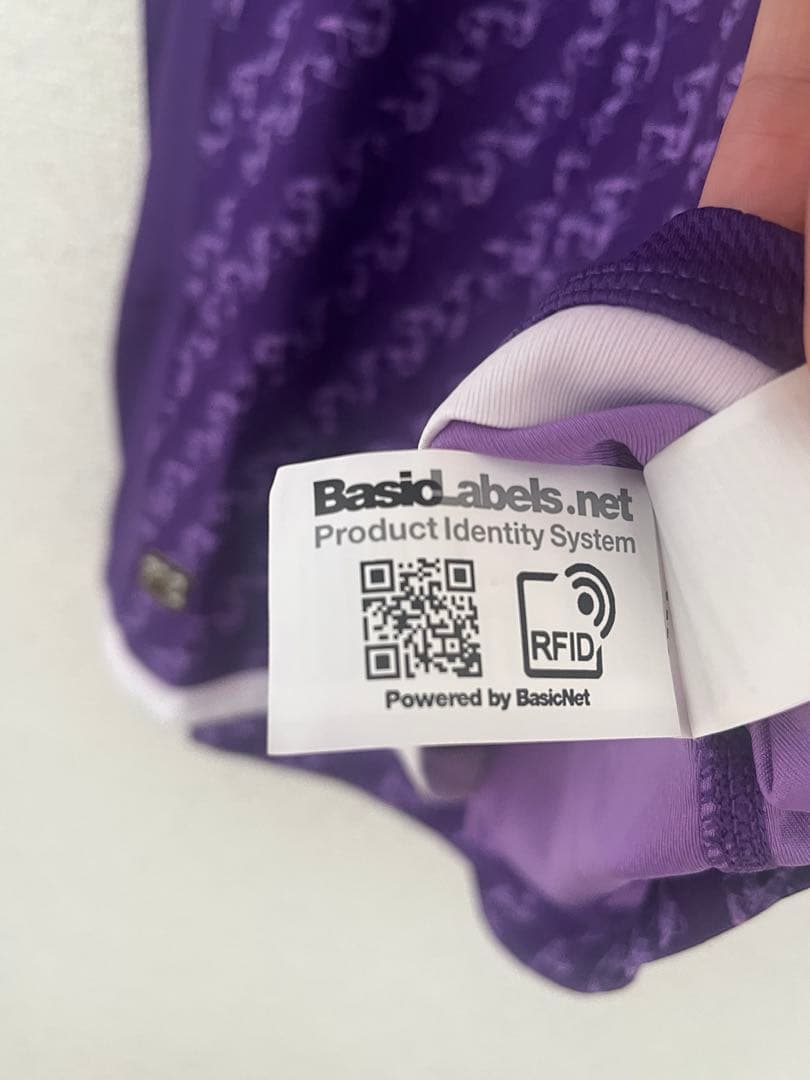 BasicLabels.net
Product Identity System
RFID
Powered by BasicNet